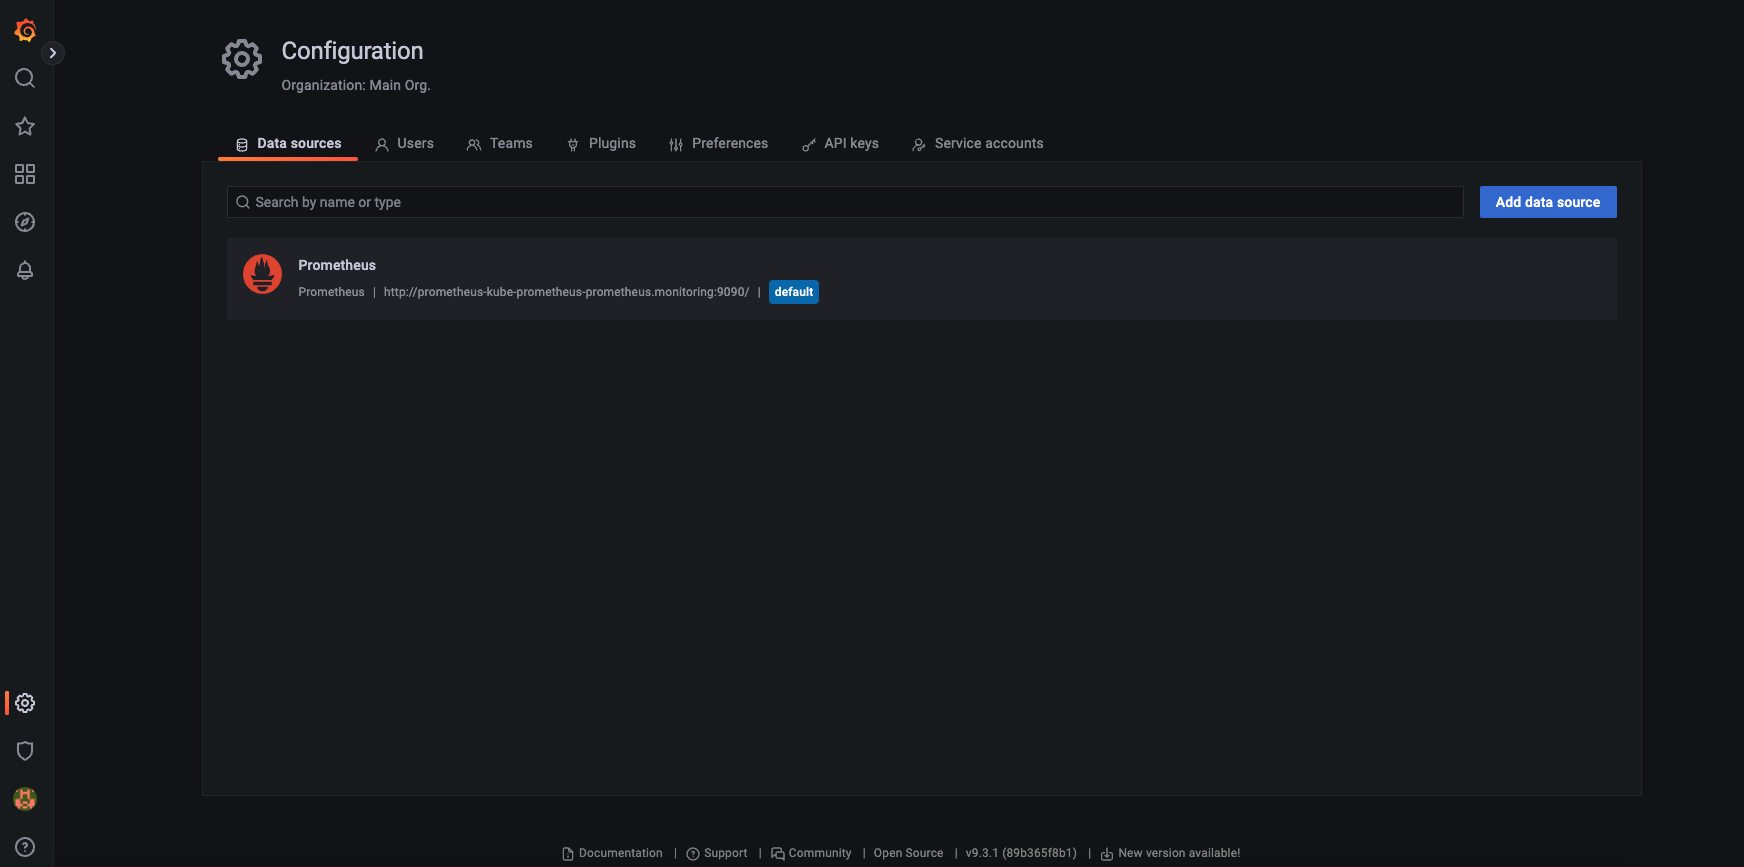 Configuration
Organization: Main Org.
Data sources Users Teams Plugins Preferences API keys Service accounts
Search by name or type Add data source
Prometheus
Prometheus | http://prometheus-kube-prometheus-prometheus.monitoring:9090/ | default
Documentation | Support | Community | Open Source | v9.3.1 (89b365f8b1) | New version available!